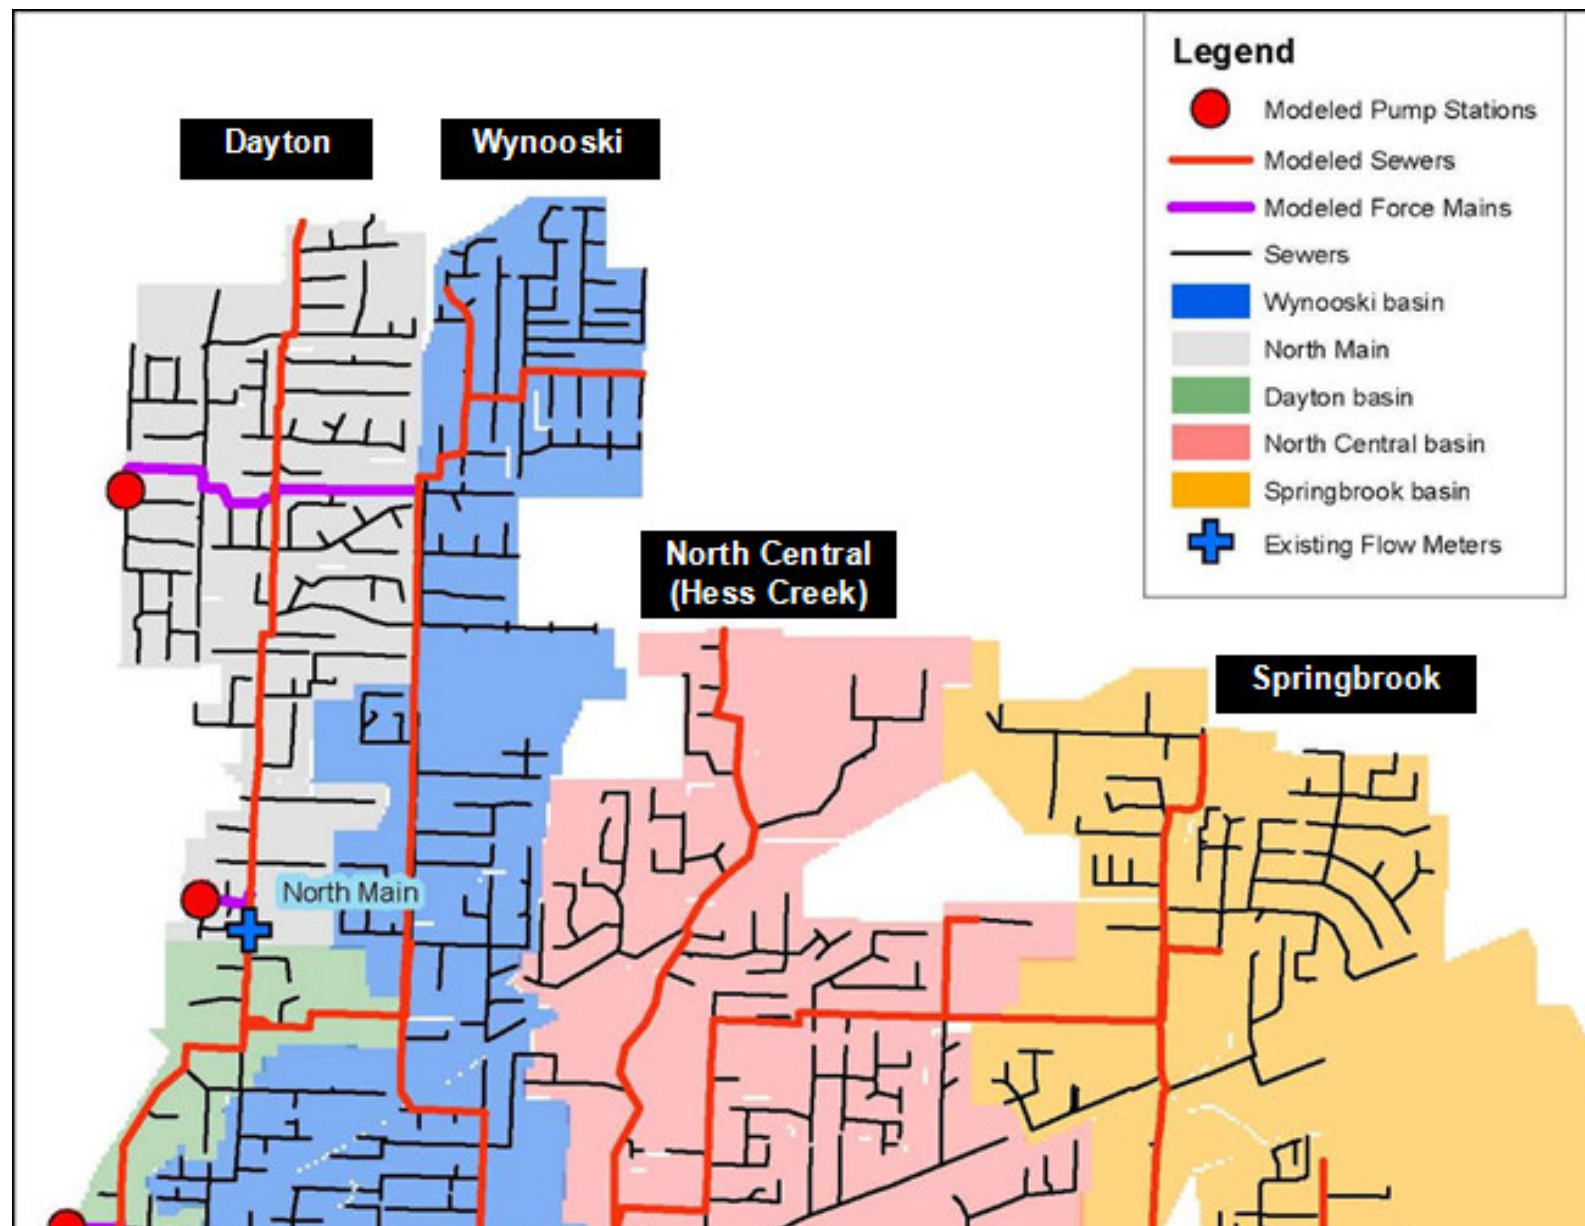 Legend
Modeled Pump Stations
Modeled Sewers
Modeled Force Mains
Sewers
Wynooski basin
North Main
Dayton basin
North Central basin
Springbrook basin
Existing Flow Meters
Dayton
Wynooski
North Central
(Hess Creek)
Springbrook
North Main